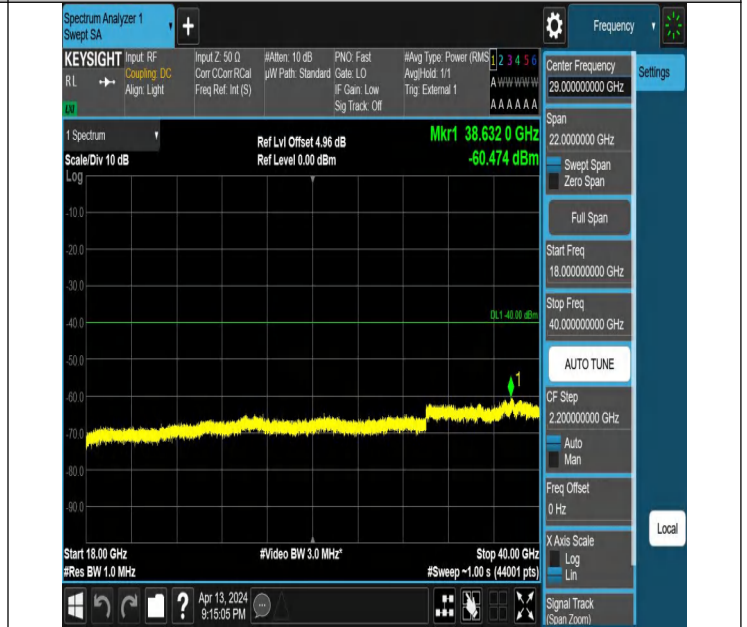 Spectrum Analyzer 1
Swept SA
+
Frequency
KEYSIGHT
RL
Input: RF
Coupling: DC
Align: Light
Input Z: 50 Ω
Corr CCorr RCal
Freq Ref: Int (S)
#Atten: 10 dB
µW Path: Standard
PNO: Fast
Gate: LO
IF Gain: Low
Sig Track: Off
#Avg Type: Power (RMS
Avg|Hold: 1/1
Trig: External 1
1 2 3 4 5 6
A W W W W W
A A A A A A
1 Spectrum
Scale/Div 10 dB
Log
Ref Lvl Offset 4.96 dB
Ref Level 0.00 dBm
Mkr1 38.632 0 GHz
-60.474 dBm
-10.0
-20.0
-30.0
-40.0
-50.0
-60.0
-70.0
-80.0
-90.0
DL1 -40.00 dBm
1
Start 18.00 GHz
#Res BW 1.0 MHz
#Video BW 3.0 MHz*
Stop 40.00 GHz
#Sweep ~1.00 s (44001 pts)
?
Apr 13, 2024
9:15:05 PM
Center Frequency
29.000000000 GHz
Settings
Span
22.0000000 GHz
Swept Span
Zero Span
Full Span
Start Freq
18.000000000 GHz
Stop Freq
40.000000000 GHz
AUTO TUNE
CF Step
2.200000000 GHz
Auto
Man
Freq Offset
0 Hz
X Axis Scale
Log
Lin
Local
Signal Track
(Span Zoom)